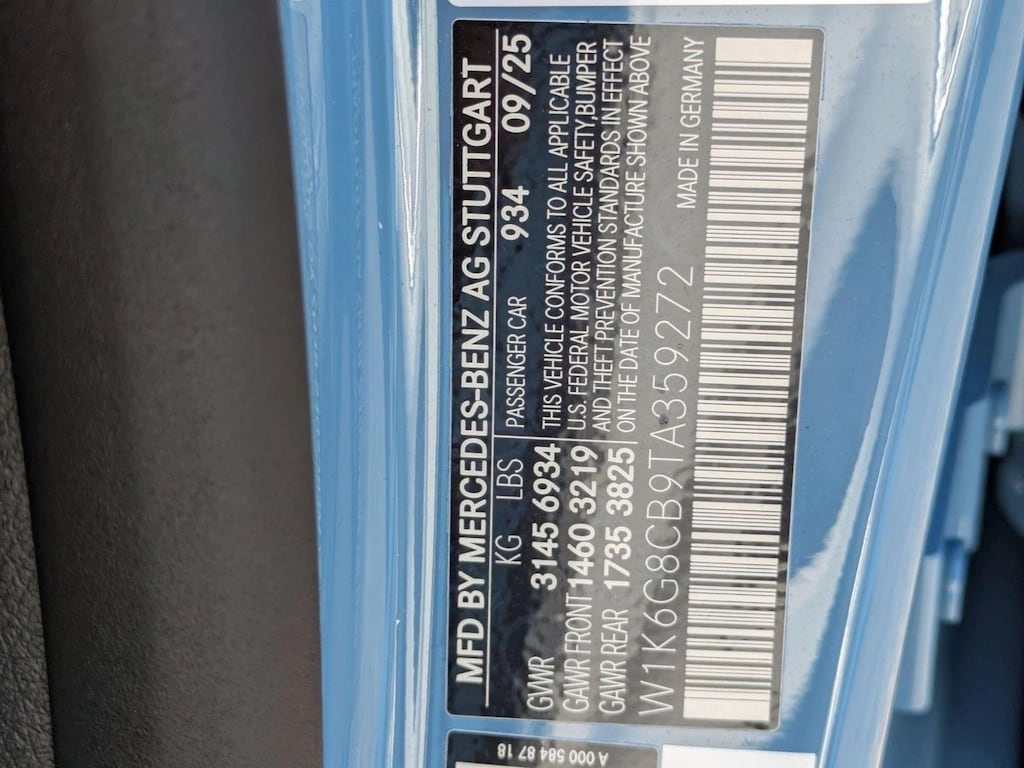 MFD BY MERCEDES-BENZ AG STUTTGART
KG LBS PASSENGER CAR 934 09/25
GVWR 3145 6934 THIS VEHICLE CONFORMS TO ALL APPLICABLE
GAWR FRONT 1460 3219 U.S. FEDERAL MOTOR VEHICLE SAFETY,BUMPER
GAWR REAR 1735 3825 AND THEFT PREVENTION STANDARDS IN EFFECT
ON THE DATE OF MANUFACTURE SHOWN ABOVE
W1K6G8CB9TA359272 MADE IN GERMANY
A 000 584 87 18